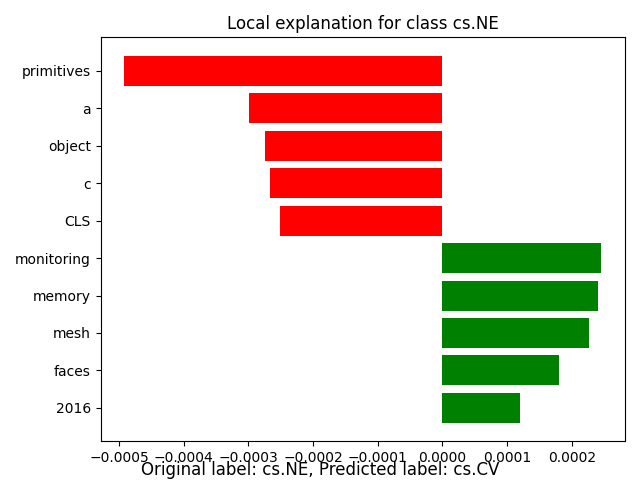 Local explanation for class cs.NE
primitives
a
object
c
CLS
monitoring
memory
mesh
faces
2016
−0.0005 −0.0004 −0.0003 −0.0002 −0.0001 0.0000 0.0001 0.0002
Original label: cs.NE, Predicted label: cs.CV